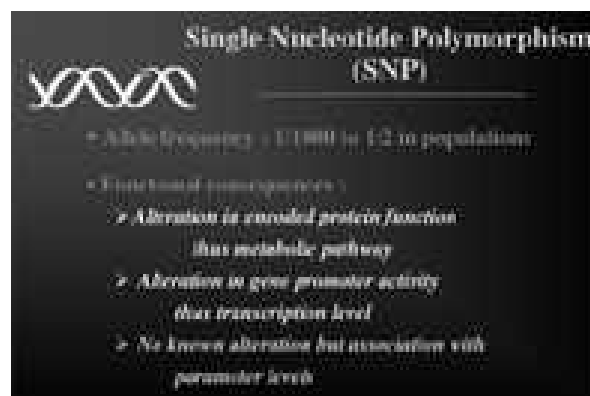 Single Nucleotide Polymorphism
(SNP)
• Allele frequency : 1/1000 to 1/2 in populations
• Functional consequences :
➢ Alteration in encoded protein function
thus metabolic pathway
➢ Alteration in gene promoter activity
thus transcription level
➢ No known alteration but association with
parameter levels